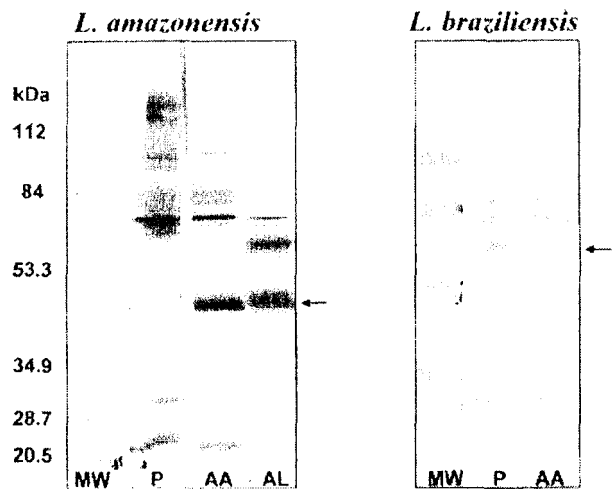 L. amazonensis
L. braziliensis
kDa
112
84
53.3
34.9
28.7
20.5
MW P AA AL
MW P AA